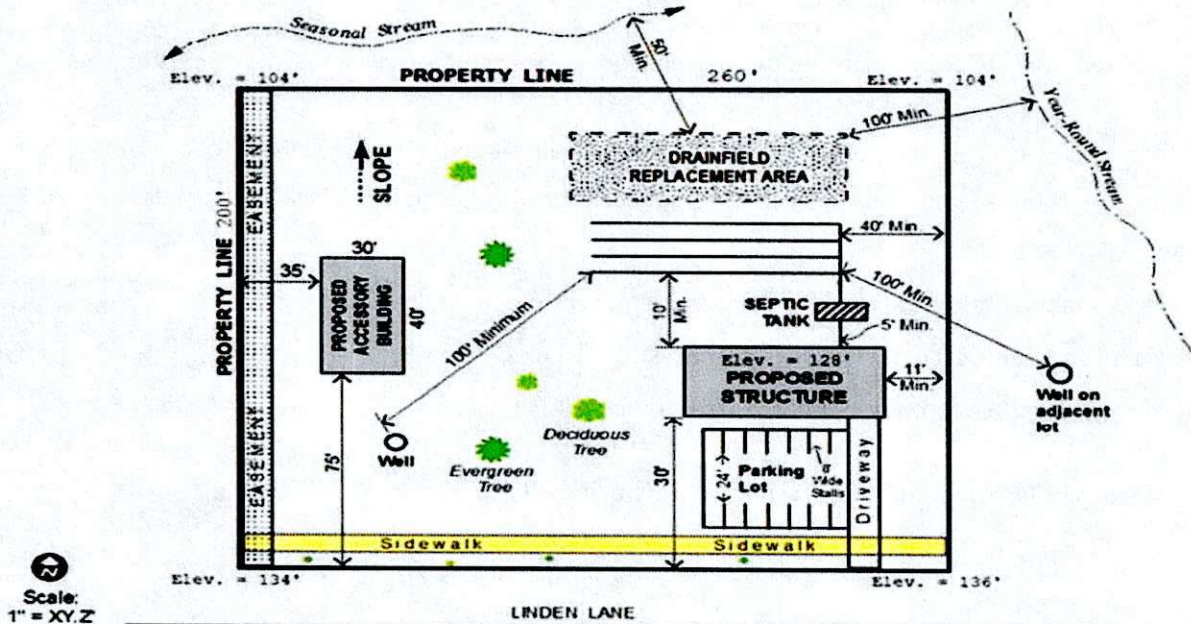 Seasonal Stream
50'
Min.
Elev. = 104'
PROPERTY LINE
260'
Elev. = 104'
Year-Round Stream
100' Min.
EASEMENT
SLOPE
DRAINFIELD
REPLACEMENT AREA
PROPERTY LINE 200'
30'
40' Min.
35'
PROPOSED
ACCESSORY
BUILDING
40'
100' Minimum
10'
Min.
SEPTIC
TANK
100' Min.
5' Min.
Elev. = 128'
PROPOSED
STRUCTURE
11'
Min.
Well on
adjacent
lot
EASEMENT
75'
Well
Deciduous
Tree
Evergreen
Tree
30'
24'
Parking
Lot
8'
Wide
Stalls
Driveway
Sidewalk
Sidewalk
Elev. = 134'
Elev. = 136'
Scale:
1" = XY.Z'
LINDEN LANE